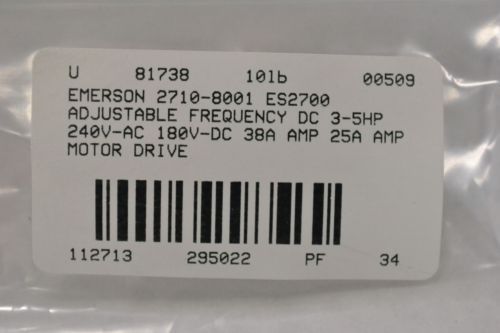 U 81738 10lb 00509
EMERSON 2710-8001 ES2700
ADJUSTABLE FREQUENCY DC 3-5HP
240V-AC 180V-DC 38A AMP 25A AMP
MOTOR DRIVE
112713 295022 PF 34